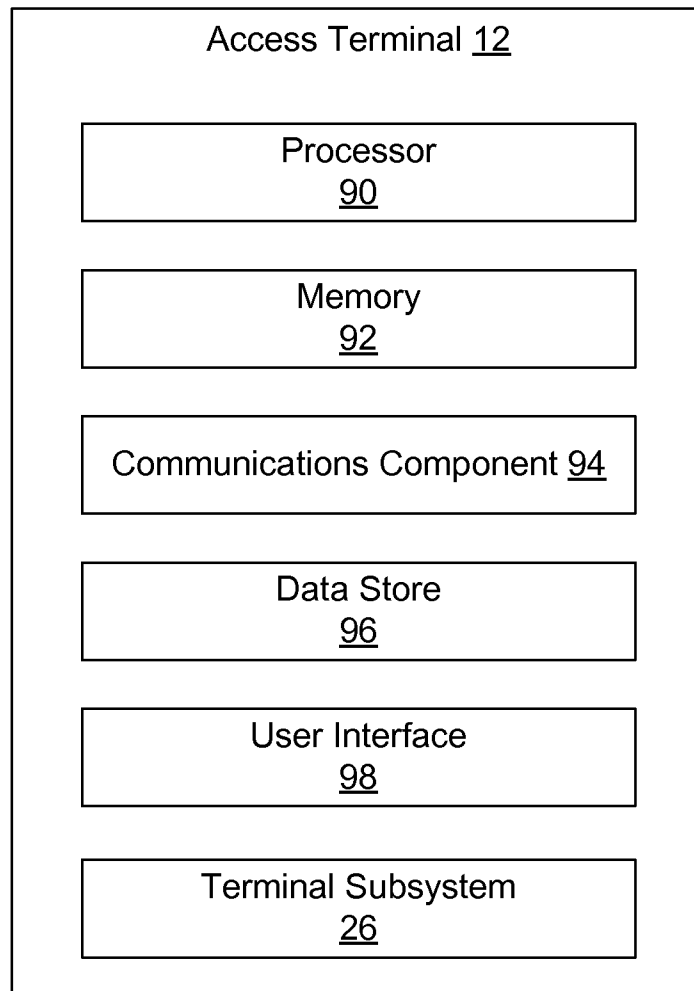 Access Terminal 12
Processor
90
Memory
92
Communications Component 94
Data Store
96
User Interface
98
Terminal Subsystem
26